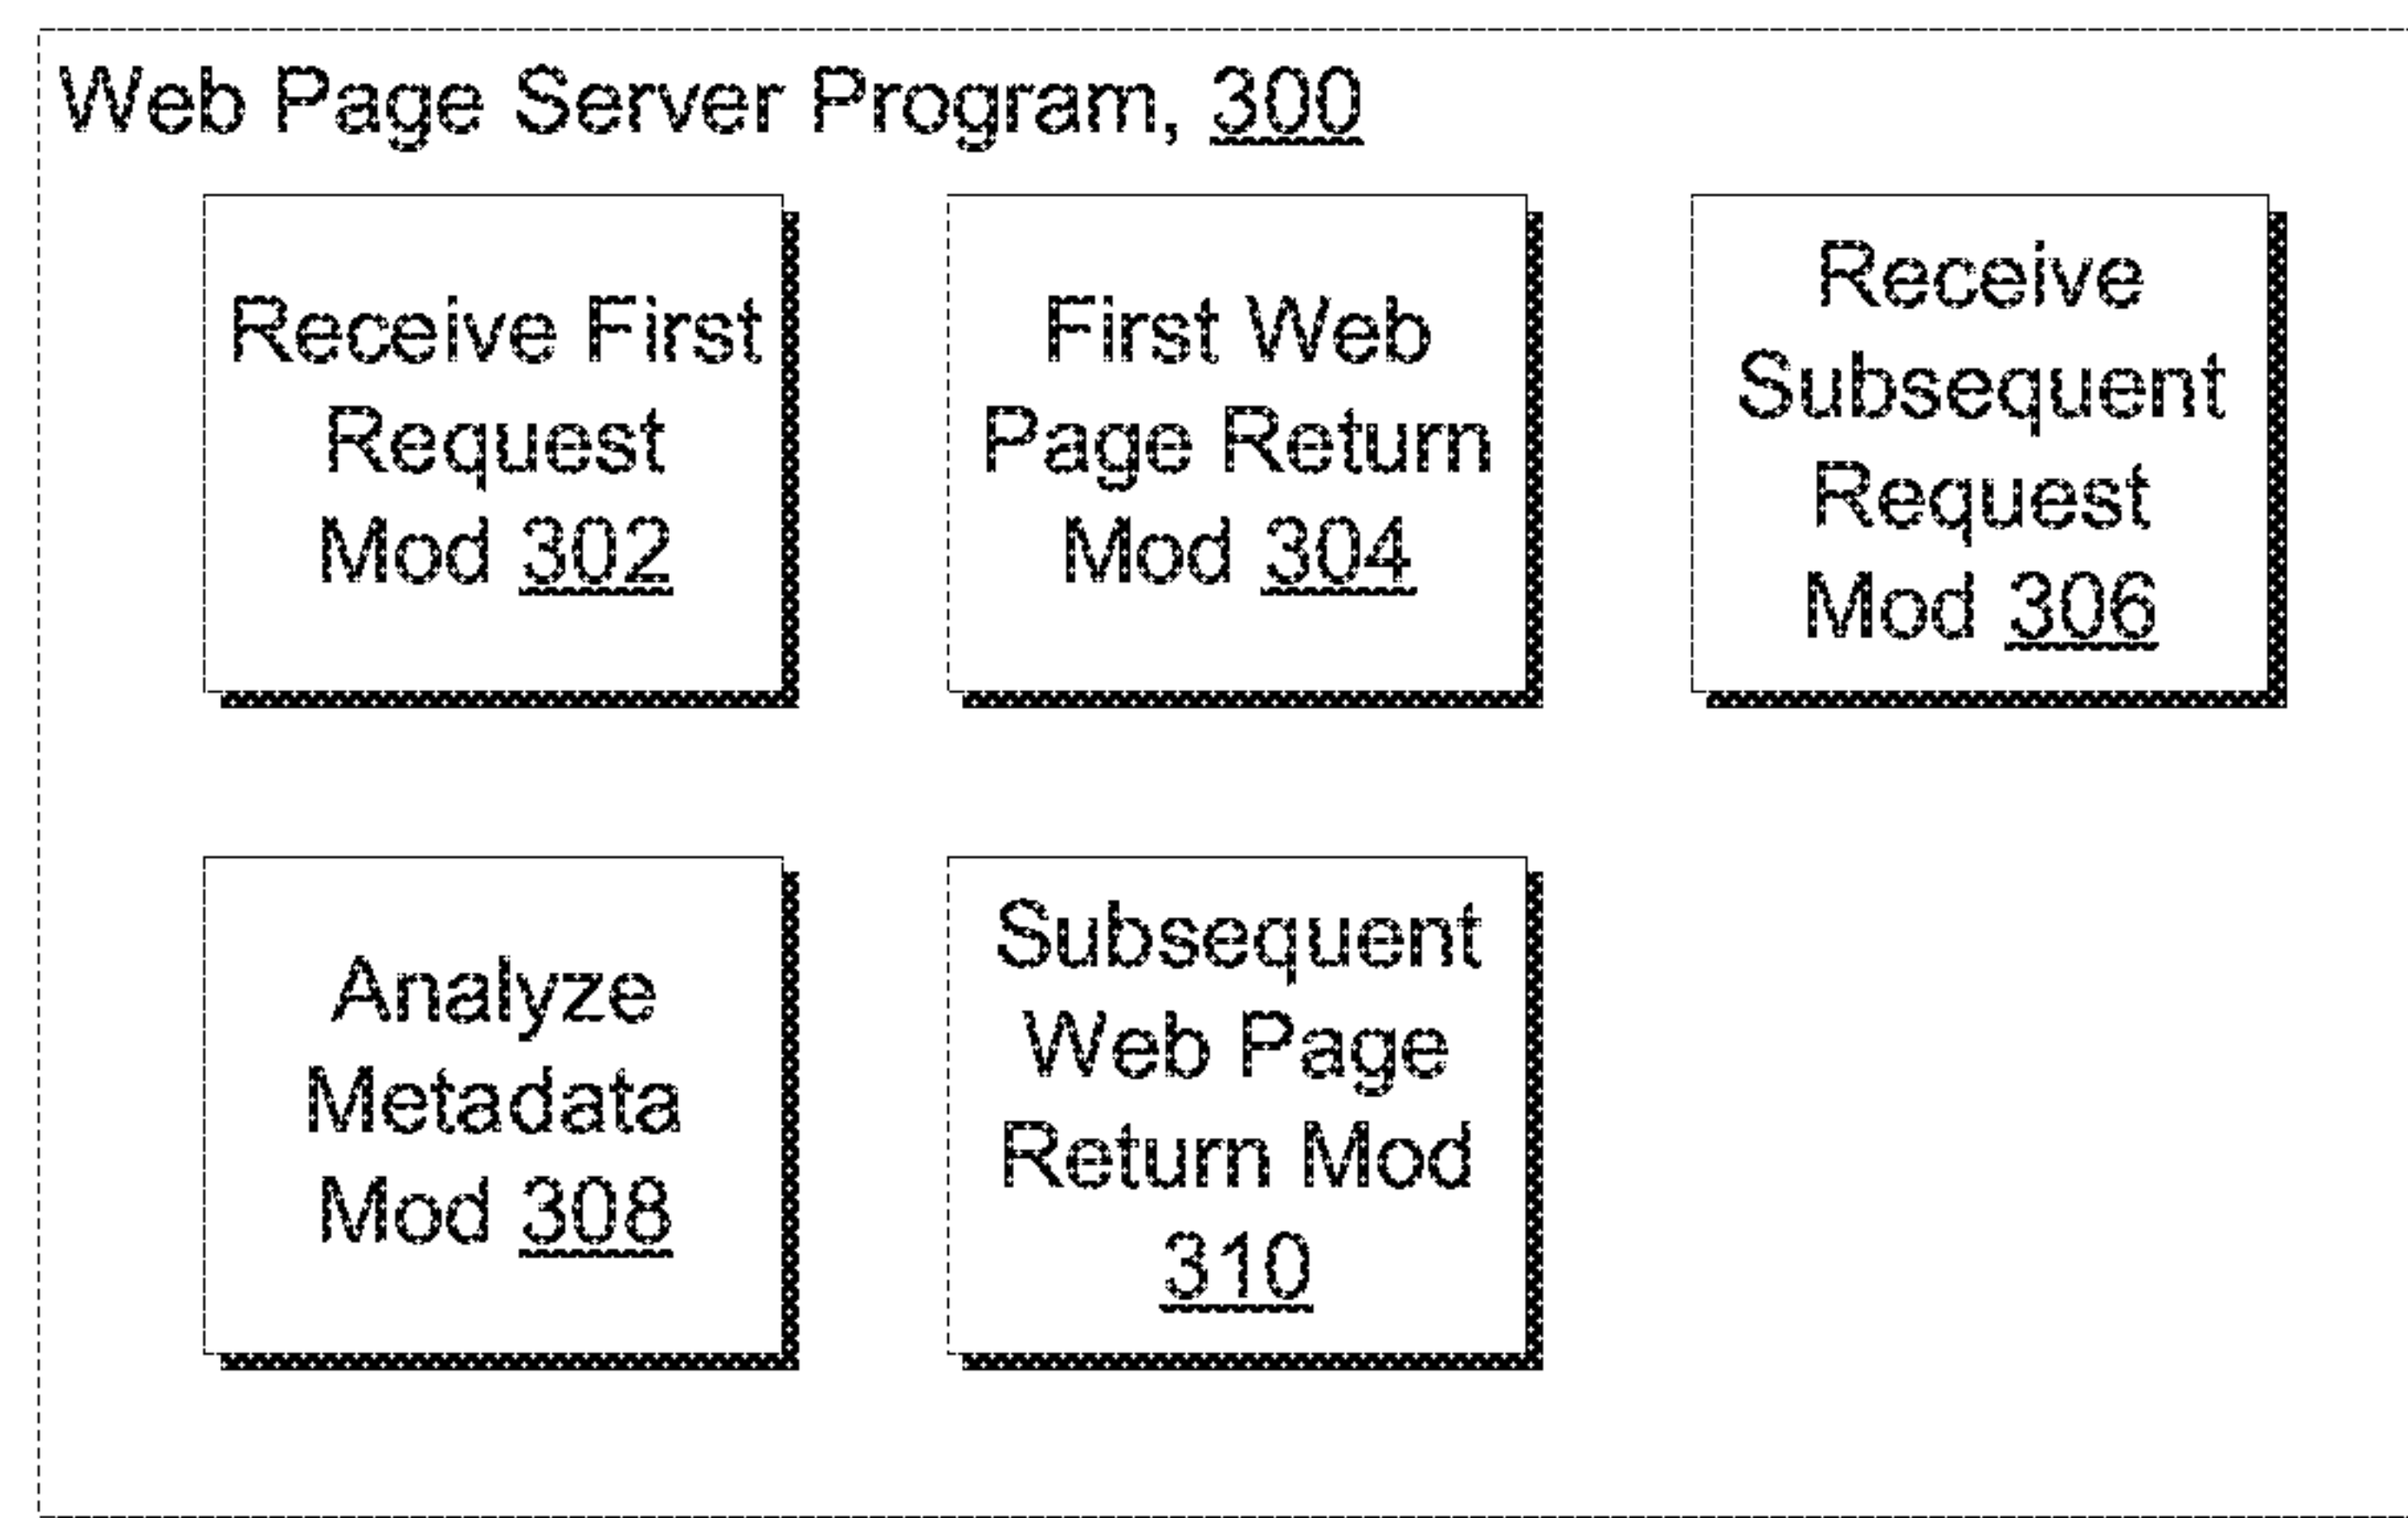 Web Page Server Program, 300
Receive First
Request
Mod 302
First Web
Page Return
Mod 304
Receive
Subsequent
Request
Mod 306
Analyze
Metadata
Mod 308
Subsequent
Web Page
Return Mod
310